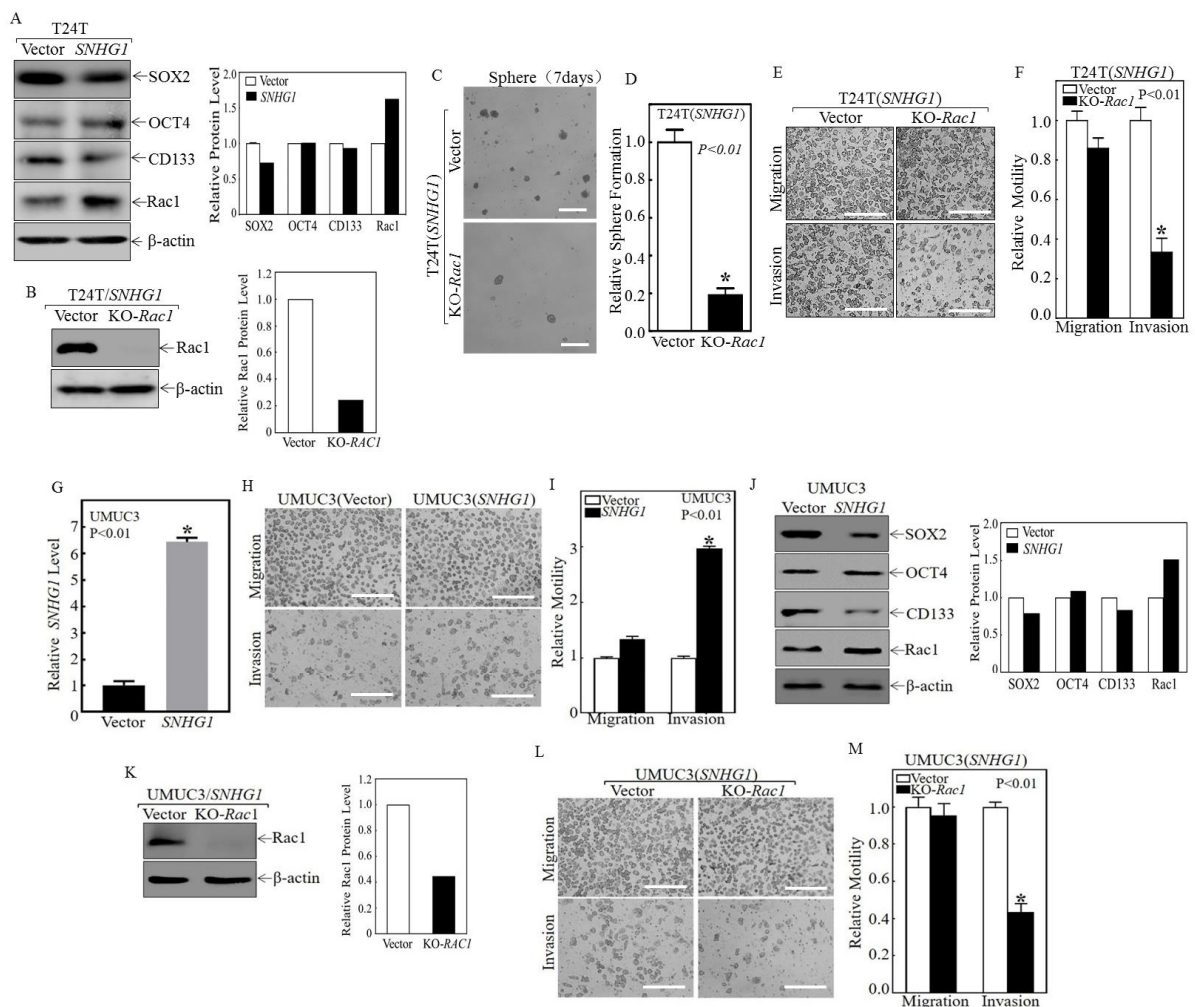 A
T24T
Vector SNHG1
SOX2
OCT4
CD133
Rac1
β-actin
Relative Protein Level
2.0
1.5
1.0
0.5
0
Vector
SNHG1
SOX2 OCT4 CD133 Rac1
B
T24T/SNHG1
Vector KO-Rac1
Rac1
β-actin
Relative Rac1 Protein Level
1.2
1.0
0.8
0.6
0.4
0.2
0
Vector KO-RAC1
C
Sphere（7days）
T24T(SNHG1)
Vector
KO-Rac1
D
T24T(SNHG1)
P<0.01
Relative Sphere Formation
1.0
0.8
0.6
0.4
0.2
0.0
*
Vector KO-Rac1
E
T24T(SNHG1)
Vector KO-Rac1
Migration
Invasion
F
T24T(SNHG1)
Vector
KO-Rac1
P<0.01
Relative Motility
1.0
0.8
0.6
0.4
0.2
0.0
*
Migration Invasion
G
UMUC3
P<0.01
Relative SNHG1 Level
7
6
5
4
3
2
1
0
*
Vector SNHG1
H
UMUC3(Vector) UMUC3(SNHG1)
Migration
Invasion
I
Vector
SNHG1
UMUC3
P<0.01
Relative Motility
3
2
1
0
*
Migration Invasion
J
UMUC3
Vector SNHG1
SOX2
OCT4
CD133
Rac1
β-actin
Relative Protein Level
2.0
1.5
1.0
0.5
0
Vector
SNHG1
SOX2 OCT4 CD133 Rac1
K
UMUC3/SNHG1
Vector KO-Rac1
Rac1
β-actin
Relative Rac1 Protein Level
1.2
1.0
0.8
0.6
0.4
0.2
0
Vector KO-RAC1
L
UMUC3(SNHG1)
Vector KO-Rac1
Migration
Invasion
M
UMUC3(SNHG1)
Vector
KO-Rac1
P<0.01
Relative Motility
1.0
0.8
0.6
0.4
0.2
0
*
Migration Invasion